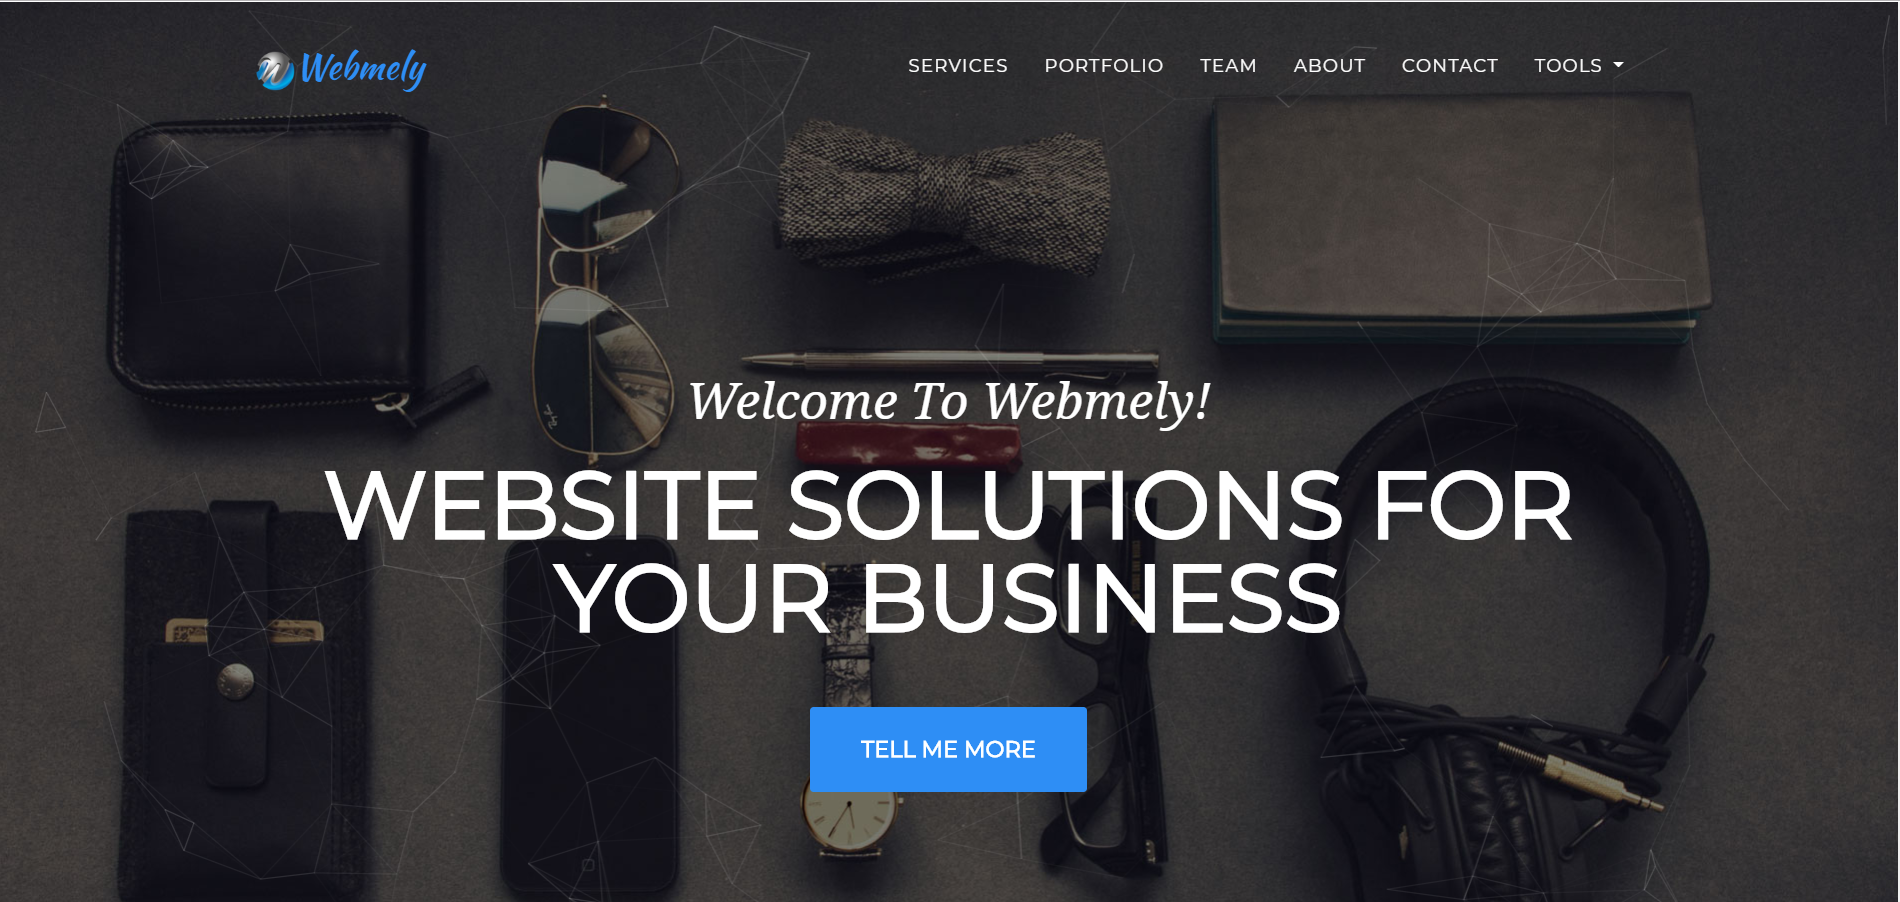 Webmely
SERVICES PORTFOLIO TEAM ABOUT CONTACT TOOLS
Welcome To Webmely!
WEBSITE SOLUTIONS FOR
YOUR BUSINESS
TELL ME MORE